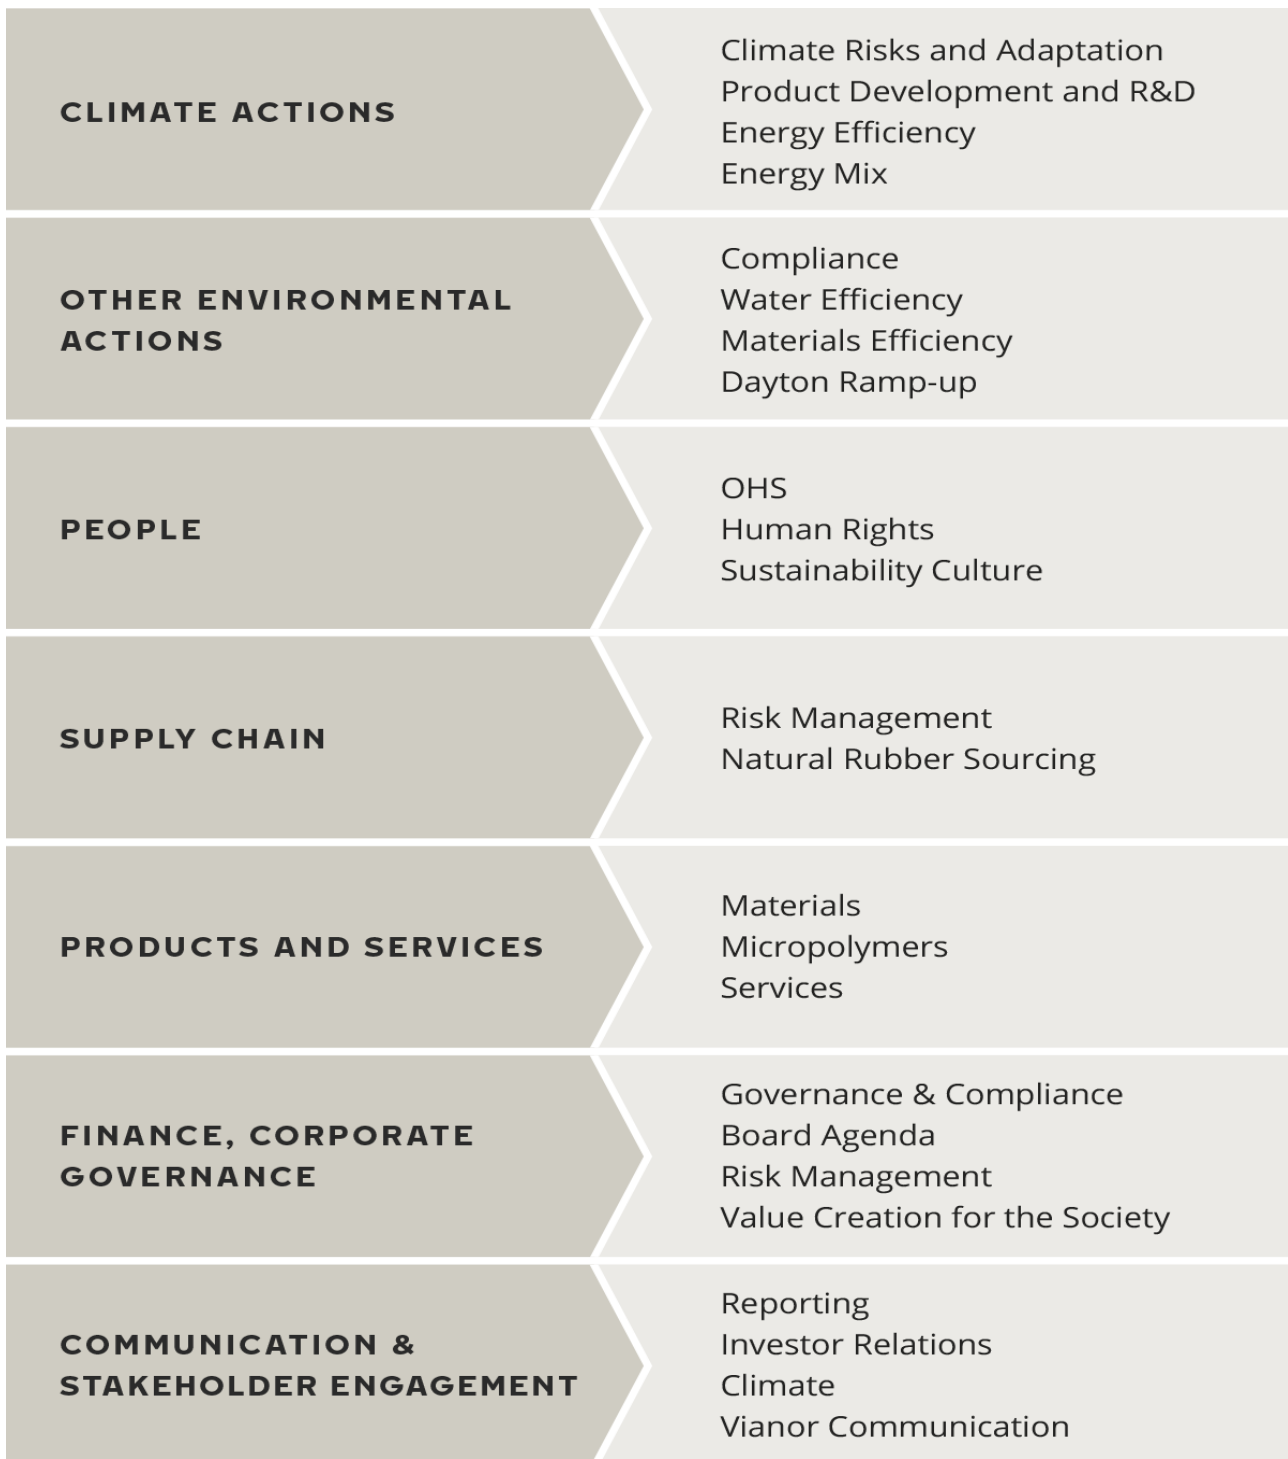 CLIMATE ACTIONS
Climate Risks and Adaptation
Product Development and R&D
Energy Efficiency
Energy Mix
OTHER ENVIRONMENTAL
ACTIONS
Compliance
Water Efficiency
Materials Efficiency
Dayton Ramp-up
PEOPLE
OHS
Human Rights
Sustainability Culture
SUPPLY CHAIN
Risk Management
Natural Rubber Sourcing
PRODUCTS AND SERVICES
Materials
Micropolymers
Services
FINANCE, CORPORATE
GOVERNANCE
Governance & Compliance
Board Agenda
Risk Management
Value Creation for the Society
COMMUNICATION &
STAKEHOLDER ENGAGEMENT
Reporting
Investor Relations
Climate
Vianor Communication